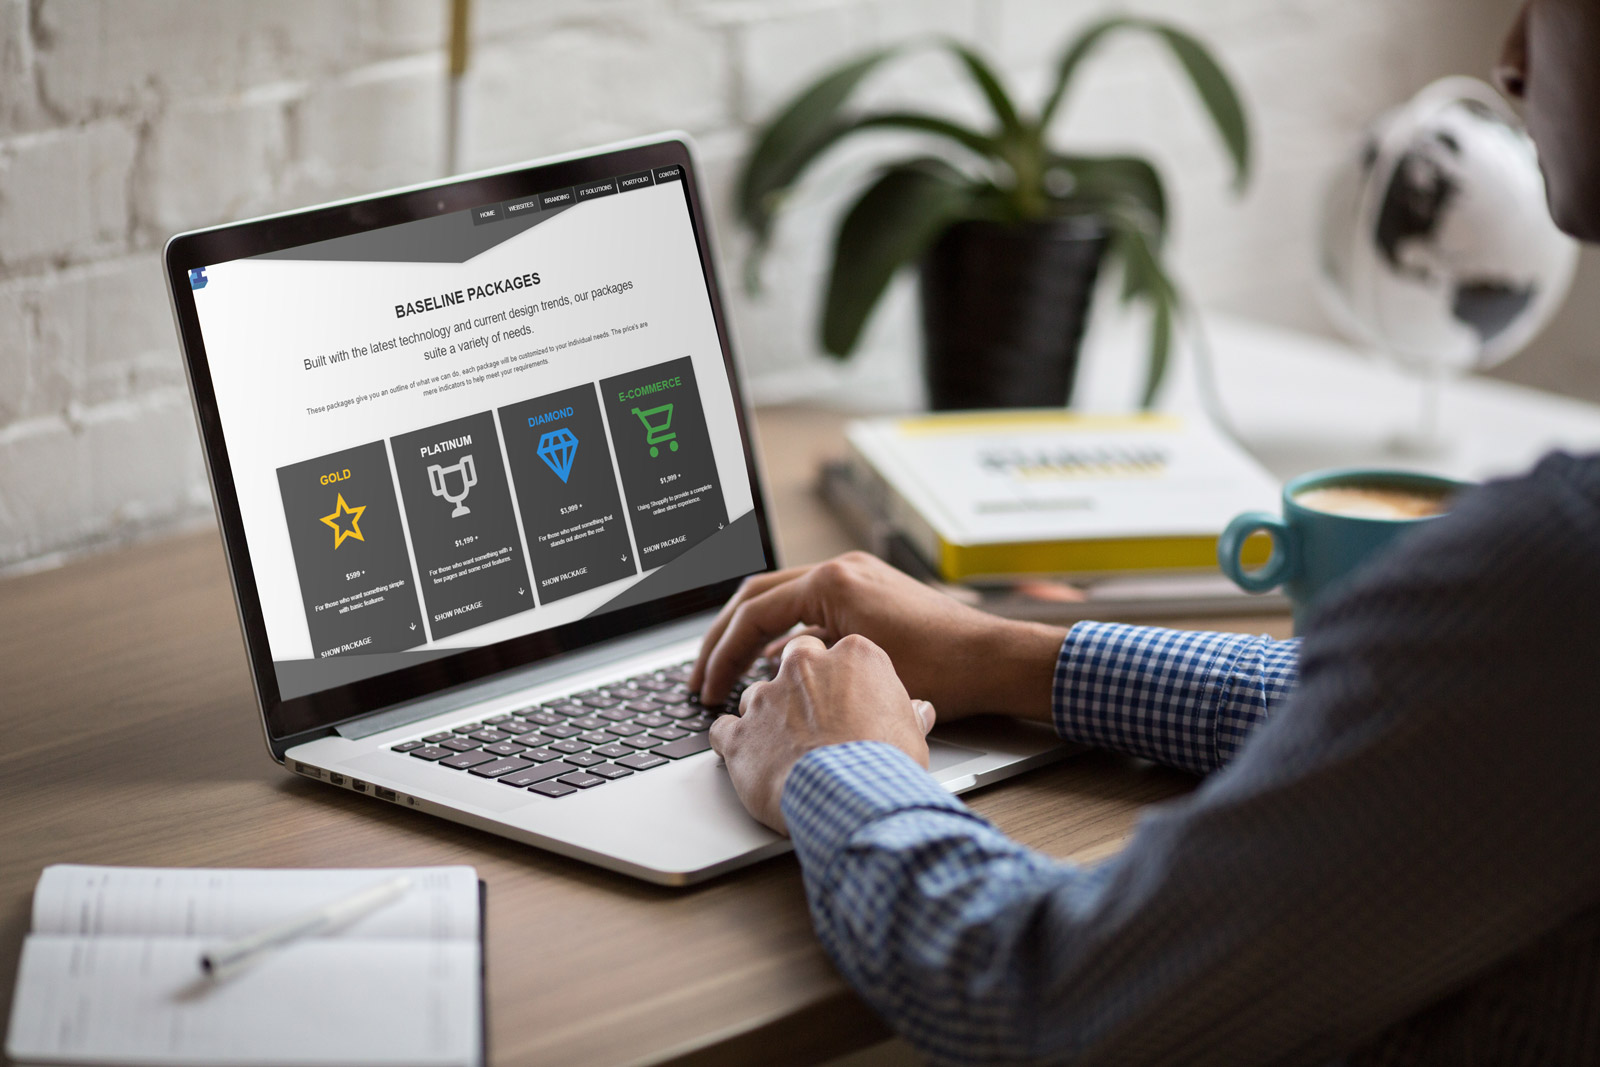 HOME WEBSITES BRANDING IT SOLUTIONS PORTFOLIO CONTACT
BASELINE PACKAGES
Built with the latest technology and current design trends, our packages
suite a variety of needs.
These packages give you an outline of what we can do, each package will be customized to your individual needs. The price's are
mere indicators to help meet your requirements.
GOLD
$599 +
For those who want something simple
with basic features.
SHOW PACKAGE
PLATINUM
$1,199 +
For those who want something with a
few pages and some cool features.
SHOW PACKAGE
DIAMOND
$3,999 +
For those who want something that
stands out above the rest.
SHOW PACKAGE
E-COMMERCE
$1,999 +
Using Shoppify to provide a complete
online store experience.
SHOW PACKAGE